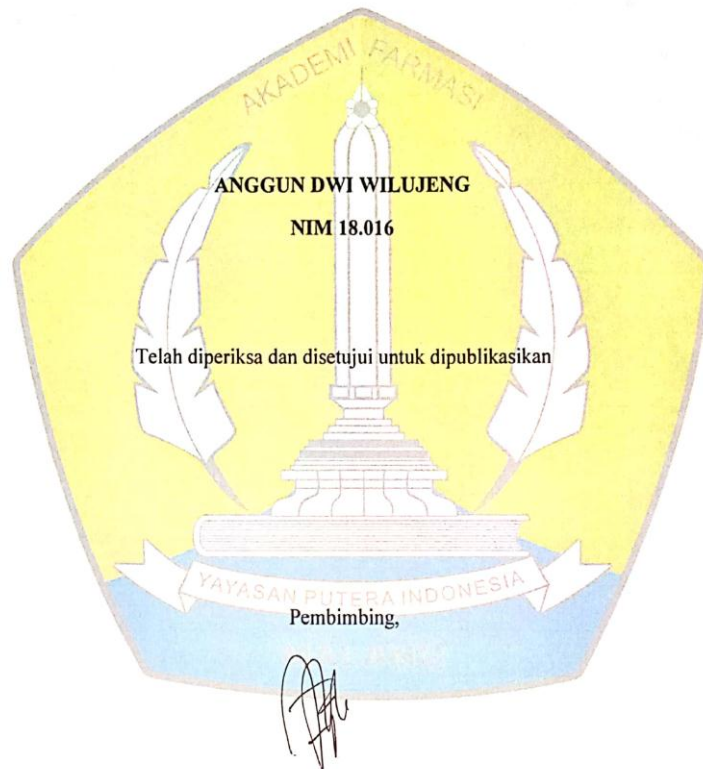 AKADEMI FARMASI
ANGGUN DWI WILUJENG
NIM 18.016
Telah diperiksa dan disetujui untuk dipublikasikan
YAYASAN PUTERA INDONESIA
Pembimbing,